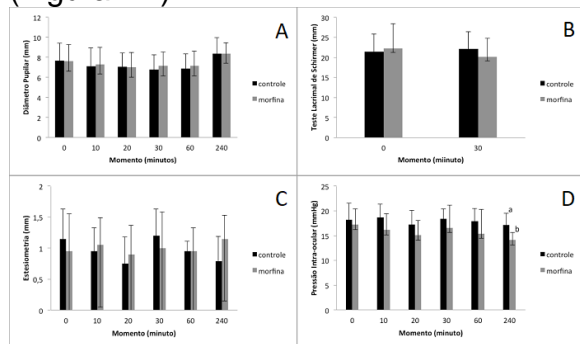 A
Diâmetro Pupilar (mm)
12
10
8
6
4
2
0
0 10 20 30 60 240
Momento (minutos)
controle
morfina
B
Teste Lacrimal de Schirmer (mm)
30
25
20
15
10
5
0
0 30
Momento (miinuto)
controle
morfina
C
Estesiometria (mm)
2
1,5
1
0,5
0
0 10 20 30 60 240
Momento (minuto)
controle
morfina
D
Pressão Intra-ocular (mmHg)
25
20
15
10
5
0
a
b
0 10 20 30 60 240
Momento (minuto)
controle
morfina